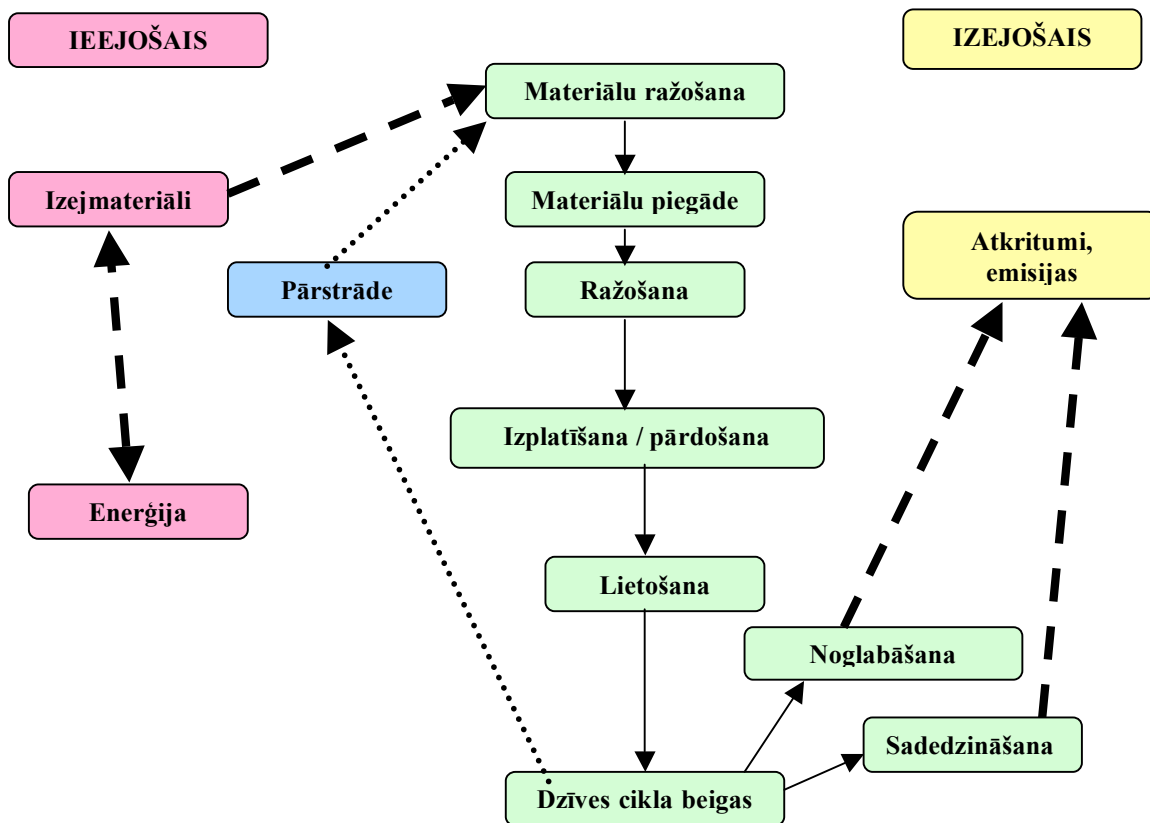 IEEJOŠAIS
IZEJOŠAIS
Materiālu ražošana
Izejmateriāli
Materiālu piegāde
Atkritumi,
emisijas
Pārstrāde
Ražošana
Izplatīšana / pārdošana
Enerģija
Lietošana
Noglabāšana
Sadedzināšana
Dzīves cikla beigas